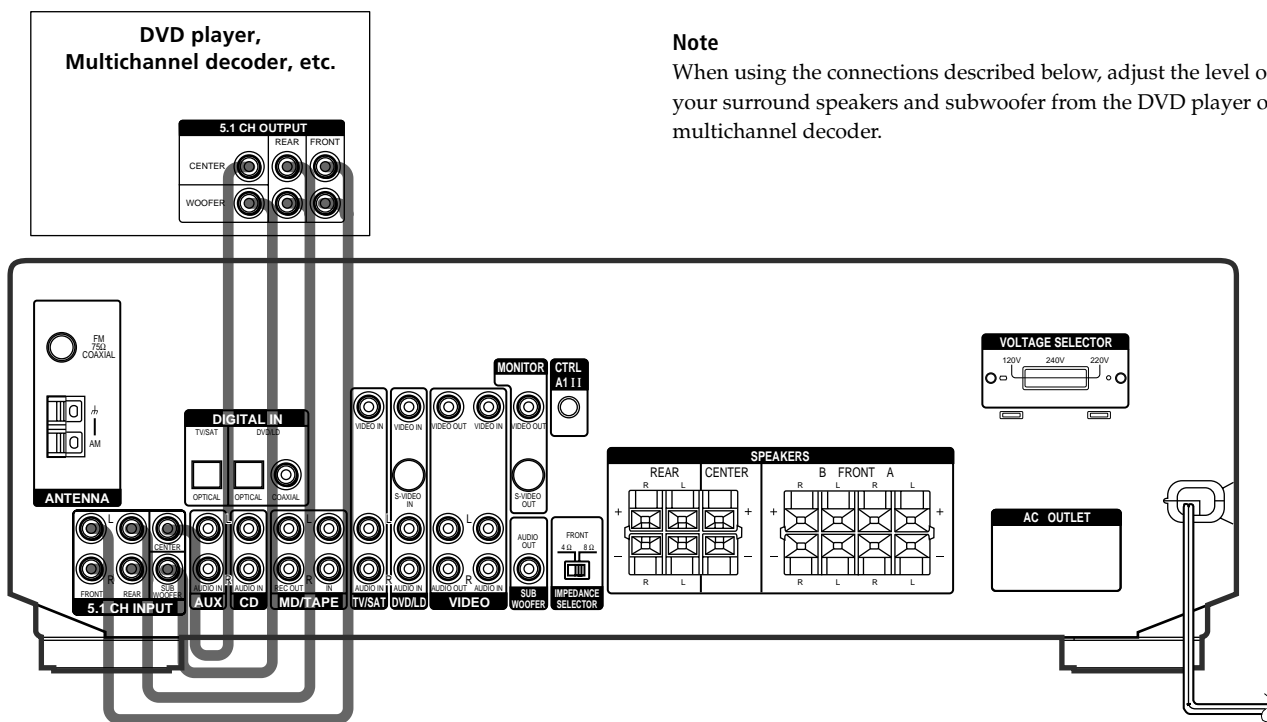 DVD player,
Multichannel decoder, etc.
5.1 CH OUTPUT
REAR FRONT
CENTER
WOOFER
Note
When using the connections described below, adjust the level o
your surround speakers and subwoofer from the DVD player o
multichannel decoder.
FM
75Ω
COAXIAL
AM
ANTENNA
DIGITAL IN
TV/SAT DVD/LD
OPTICAL OPTICAL COAXIAL
MONITOR
CTRL
A1 II
VIDEO IN VIDEO IN VIDEO OUT VIDEO IN VIDEO OUT
S-VIDEO
IN
S-VIDEO
OUT
VOLTAGE SELECTOR
120V 240V 220V
SPEAKERS
REAR CENTER B FRONT A
R L R L R L
+ + +
– – –
R L R L R L
AC OUTLET
L L L L
CENTER
R R R R
FRONT REAR SUB
WOOFER
5.1 CH INPUT
AUDIO IN
AUX
AUDIO IN
CD
REC OUT IN
MD/TAPE
AUDIO IN
TV/SAT
AUDIO IN
DVD/LD
AUDIO OUT AUDIO IN
VIDEO
AUDIO
OUT
SUB
WOOFER
FRONT
4Ω 8Ω
IMPEDANCE
SELECTOR